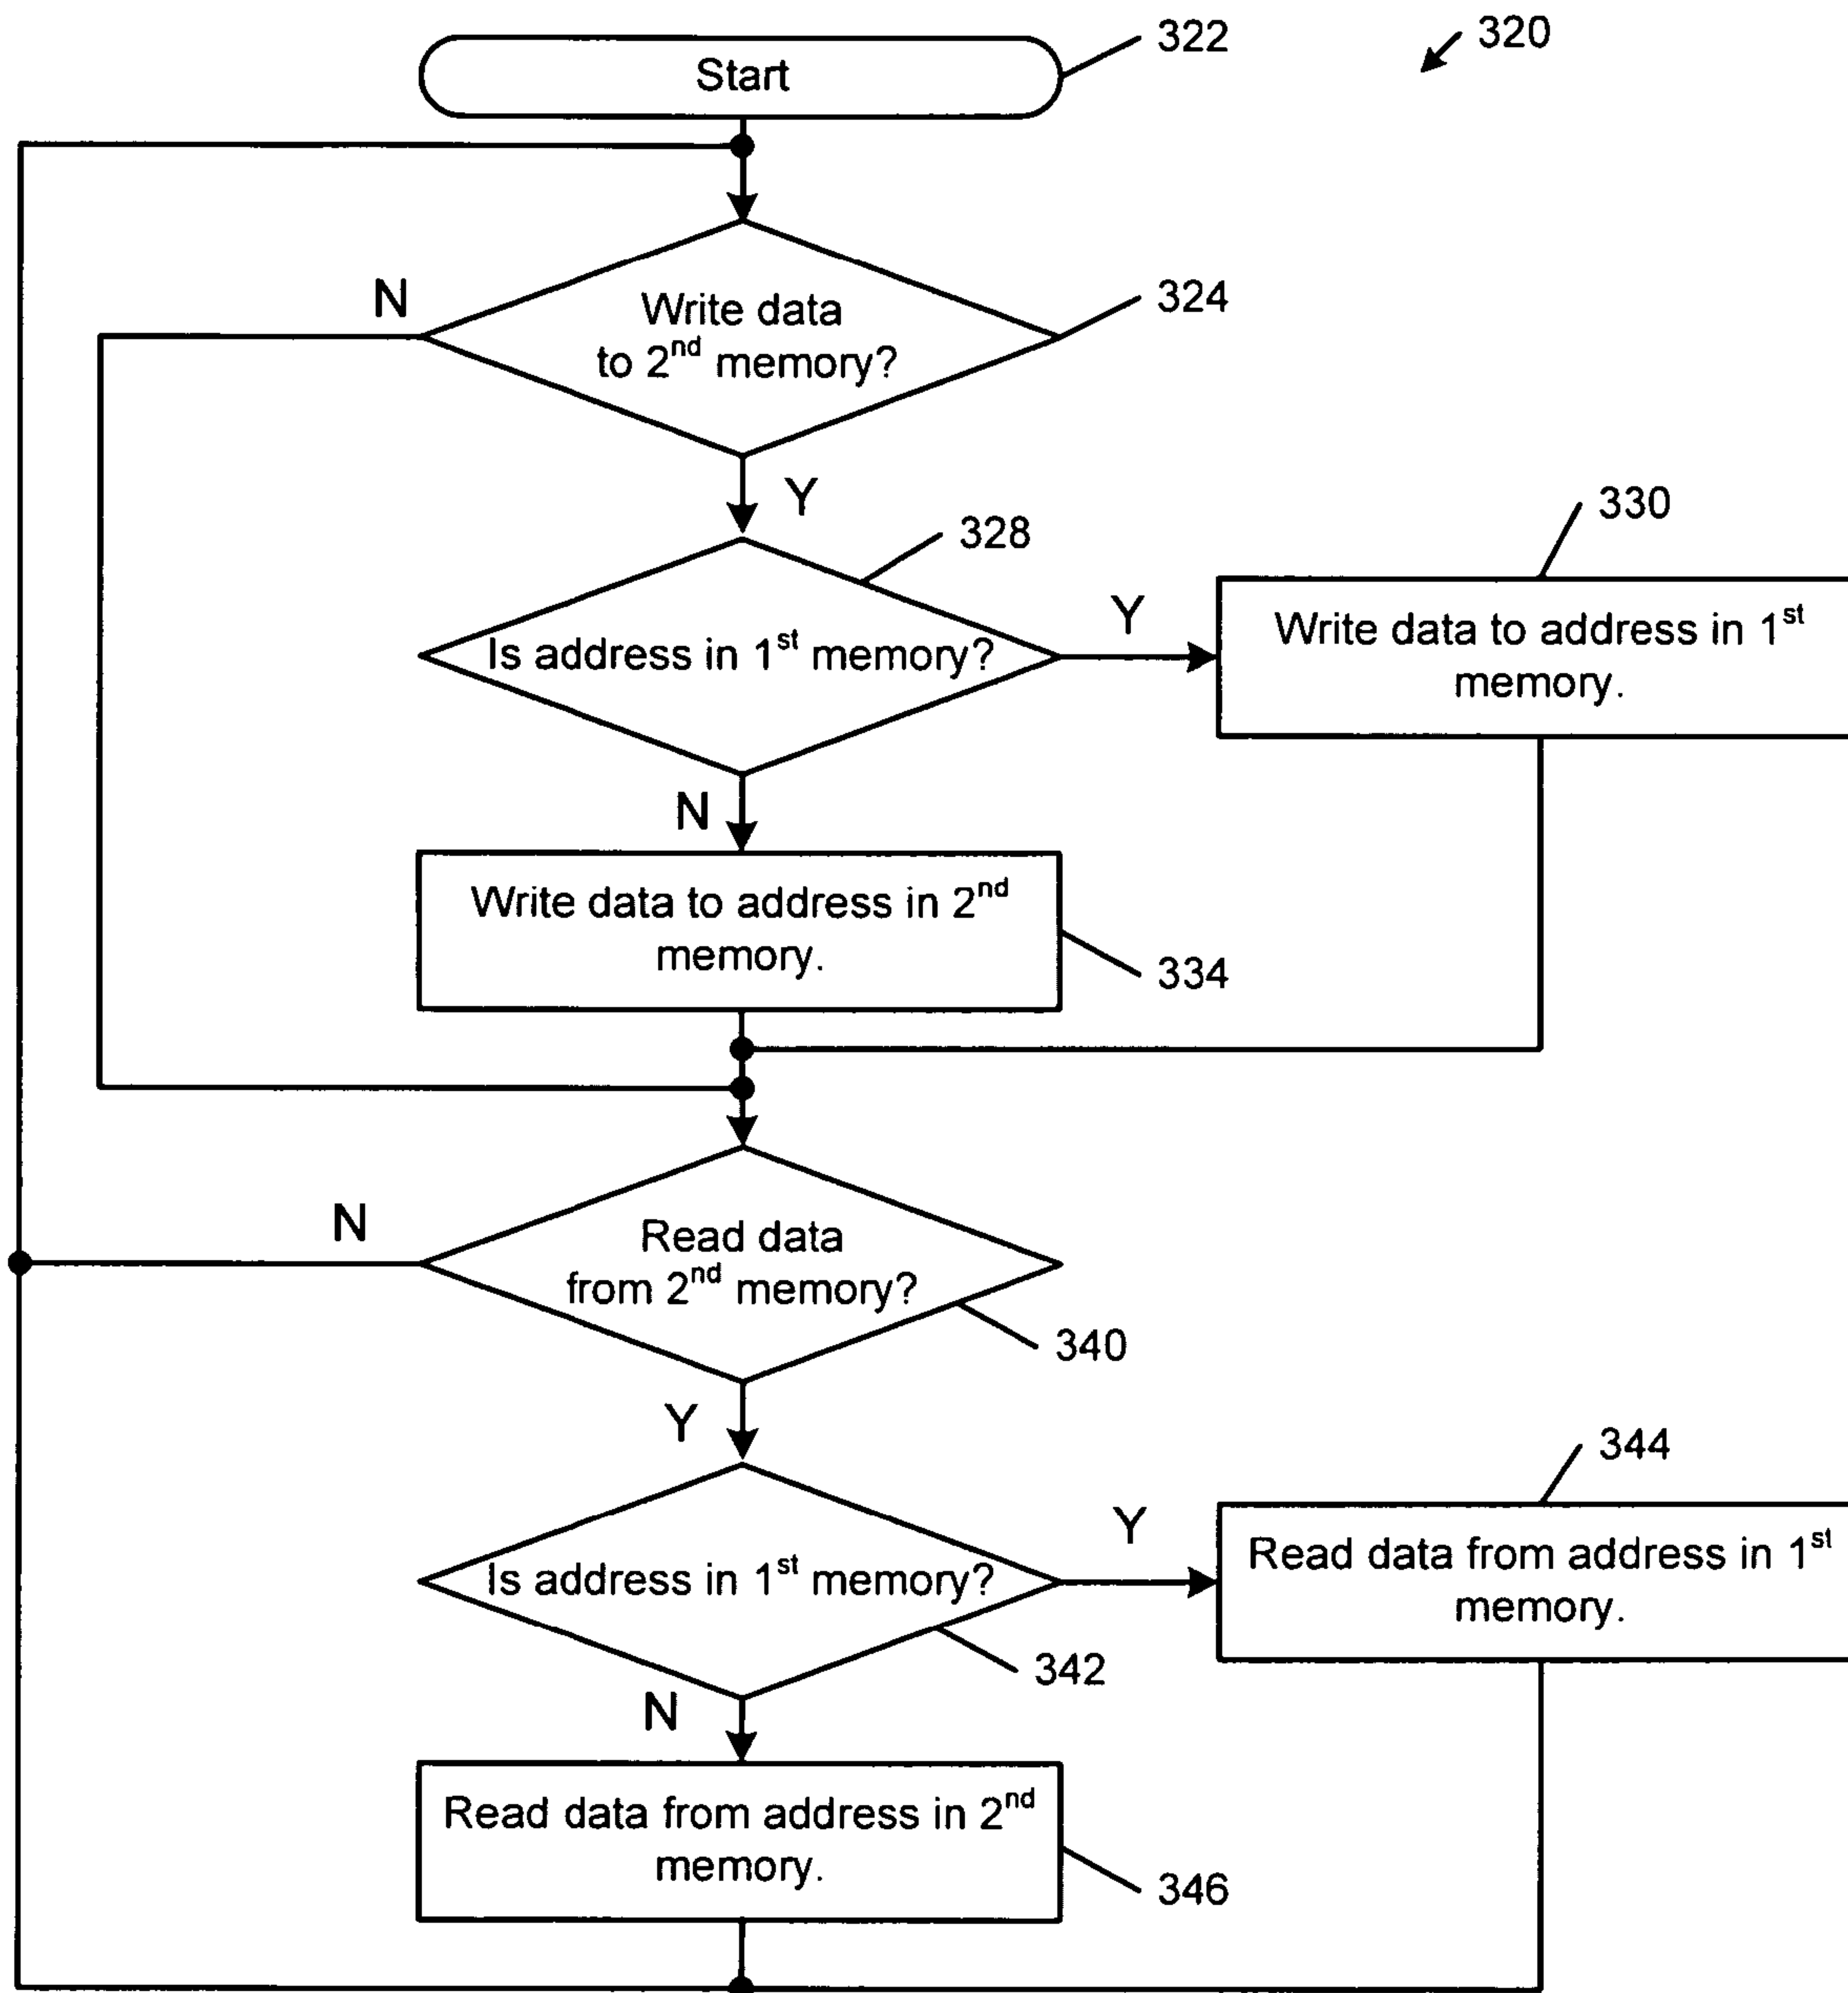 320
322
Start
N
324
Write data
to 2nd memory?
Y
328
330
Is address in 1st memory?
Y
Write data to address in 1st
memory.
N
Write data to address in 2nd
memory.
334
N
Read data
from 2nd memory?
340
Y
344
Is address in 1st memory?
Y
Read data from address in 1st
memory.
342
N
Read data from address in 2nd
memory.
346